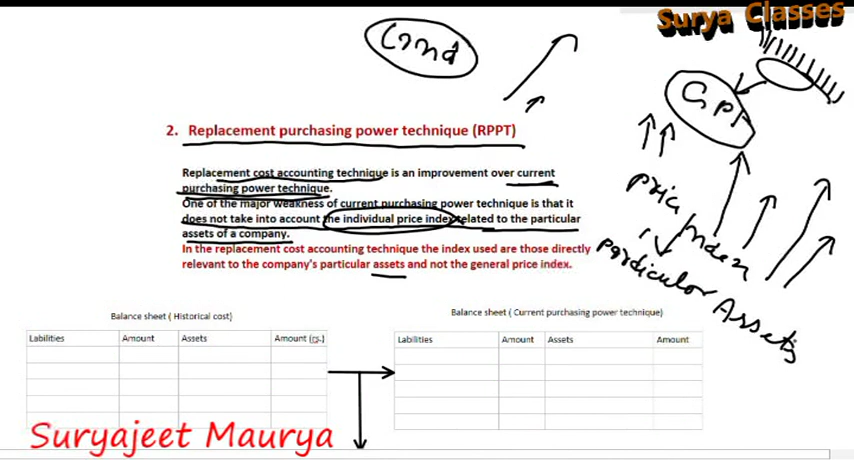 Surya Classes
GPI
2. Replacement purchasing power technique (RPPT)
Replacement cost accounting technique is an improvement over current
purchasing power technique.
One of the major weakness of current purchasing power technique is that it
does not take into account the individual price index related to the particular
assets of a company.
In the replacement cost accounting technique the index used are those directly
relevant to the company's particular assets and not the general price index.
price Index
particular Assets
Balance sheet ( Historical cost)
Labilities Amount Assets Amount (rs.)
Balance sheet ( Current purchasing power technique)
Labilities Amount Assets Amount
Suryajeet Maurya